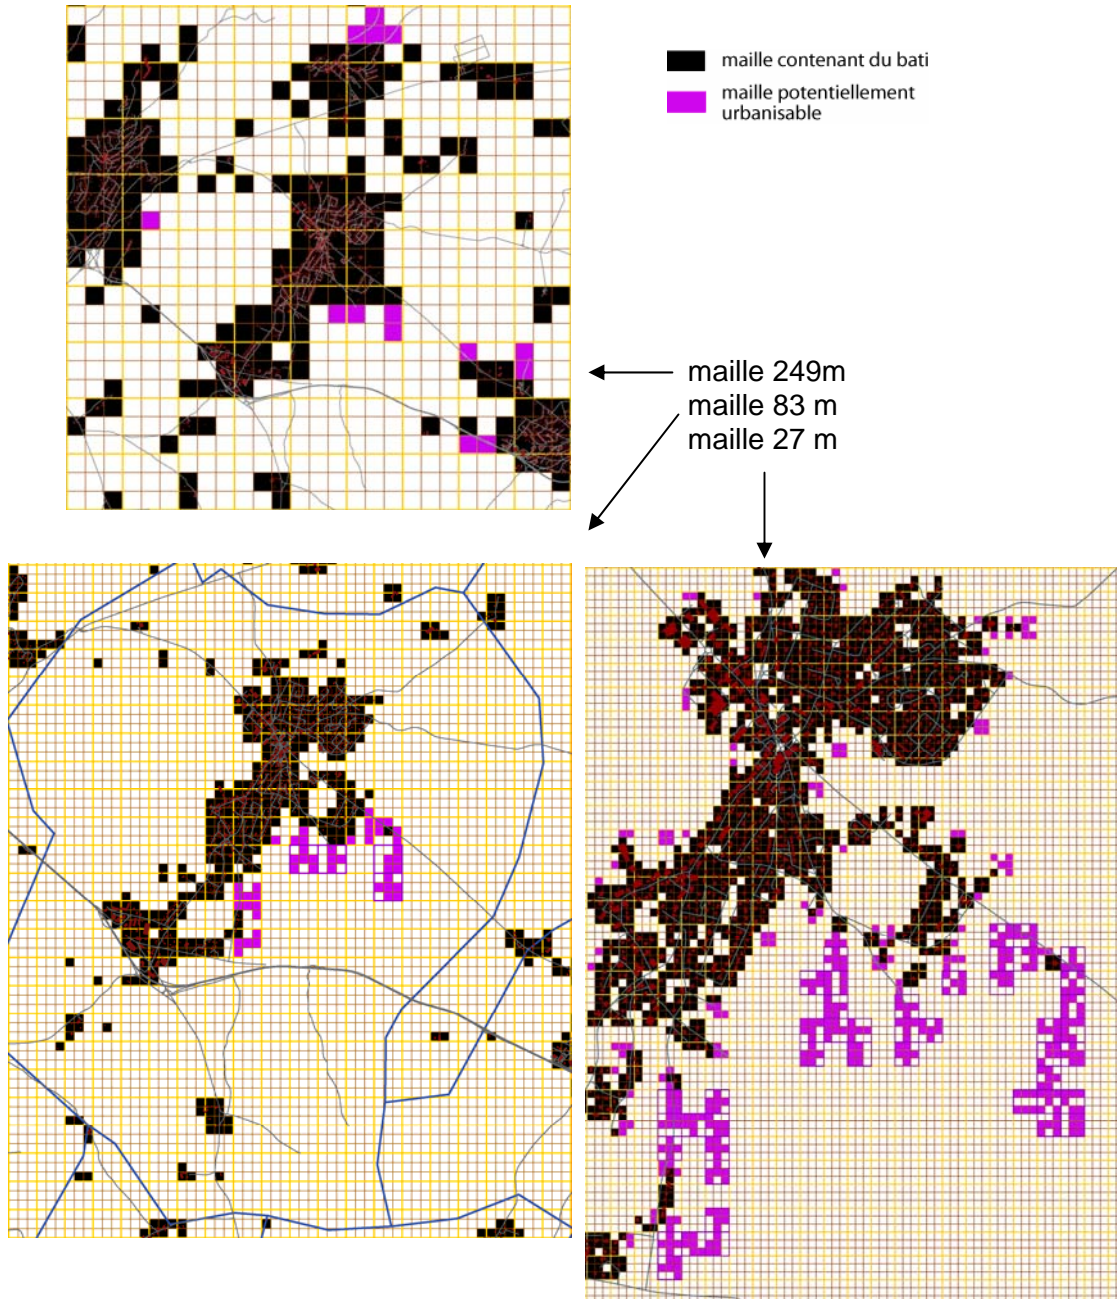 maille contenant du bati
maille potentiellement
urbanisable
maille 249m
maille 83 m
maille 27 m